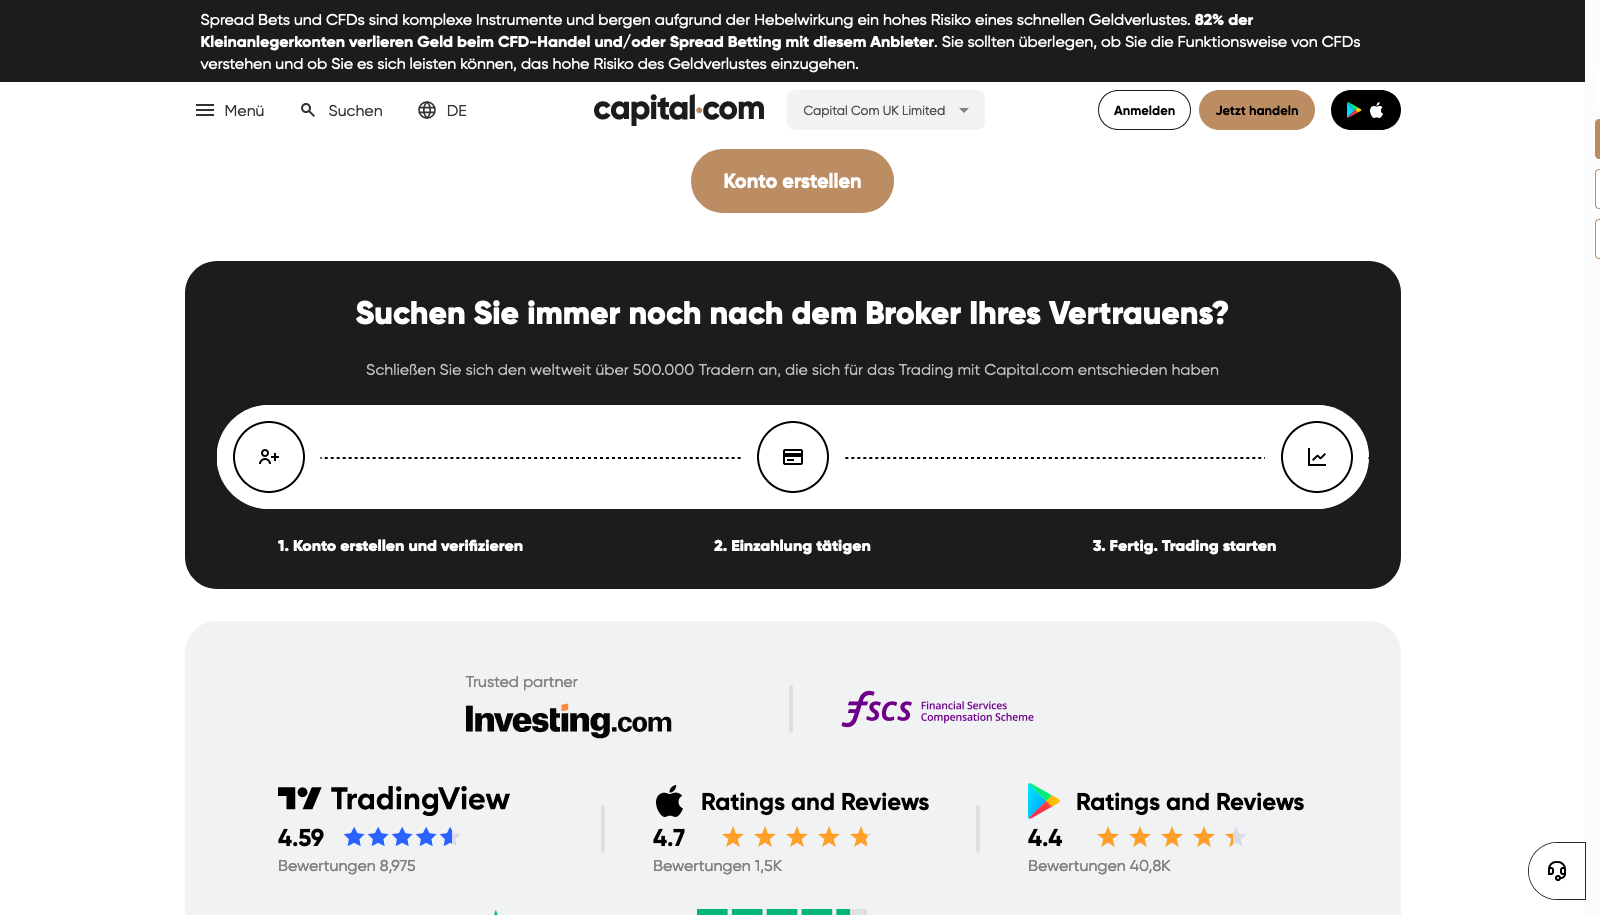 Spread Bets und CFDs sind komplexe Instrumente und bergen aufgrund der Hebelwirkung ein hohes Risiko eines schnellen Geldverlustes. 82% der
Kleinanlegerkonten verlieren Geld beim CFD-Handel und/oder Spread Betting mit diesem Anbieter. Sie sollten überlegen, ob Sie die Funktionsweise von CFDs
verstehen und ob Sie es sich leisten können, das hohe Risiko des Geldverlustes einzugehen.
Menü Suchen DE capital.com Capital Com UK Limited Anmelden Jetzt handeln
Konto erstellen
Suchen Sie immer noch nach dem Broker Ihres Vertrauens?
Schließen Sie sich den weltweit über 500.000 Tradern an, die sich für das Trading mit Capital.com entschieden haben
1. Konto erstellen und verifizieren 2. Einzahlung tätigen 3. Fertig. Trading starten
Trusted partner
Investing.com
fscs Financial Services
Compensation Scheme
TradingView
4.59
Bewertungen 8,975
Ratings and Reviews
4.7
Bewertungen 1,5K
Ratings and Reviews
4.4
Bewertungen 40,8K